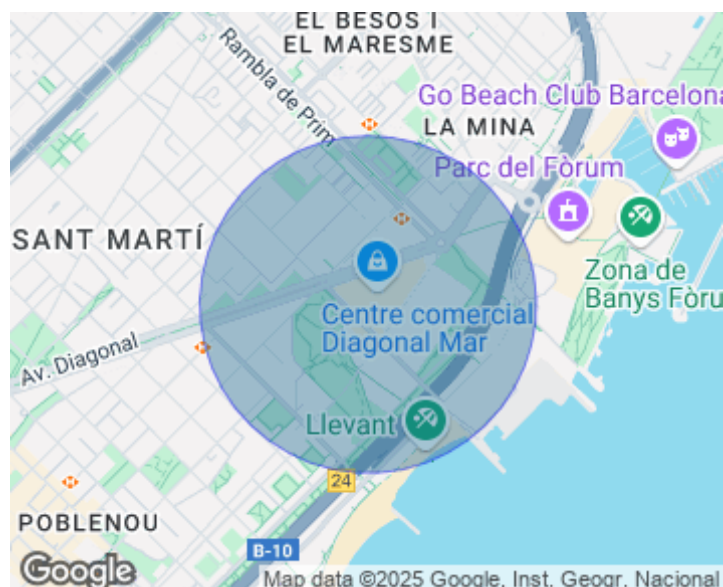 EL BESÒS I
EL MARESME
Rambla de Prim
Go Beach Club Barcelona
LA MINA
Parc del Fòrum
SANT MARTÍ
Zona de
Banys Fòru
Centre comercial
Diagonal Mar
Av. Diagonal
Llevant
24
POBLENOU
B-10
Google
Map data ©2025 Google, Inst. Geogr. Nacional